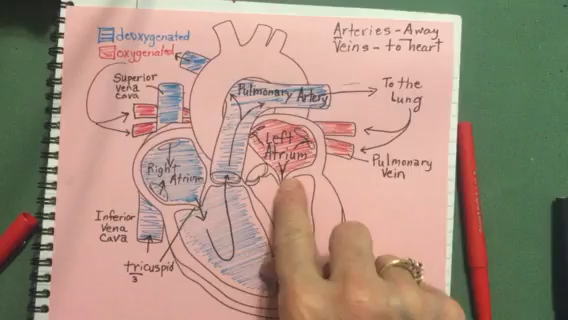 deoxygenated
oxygenated
Arteries - Away
Veins - to heart
Superior
vena
cava
Pulmonary Artery
To the
Lung
Left
Atrium
Right
Atrium
Pulmonary
Vein
Inferior
Vena
Cava
tricuspid
3